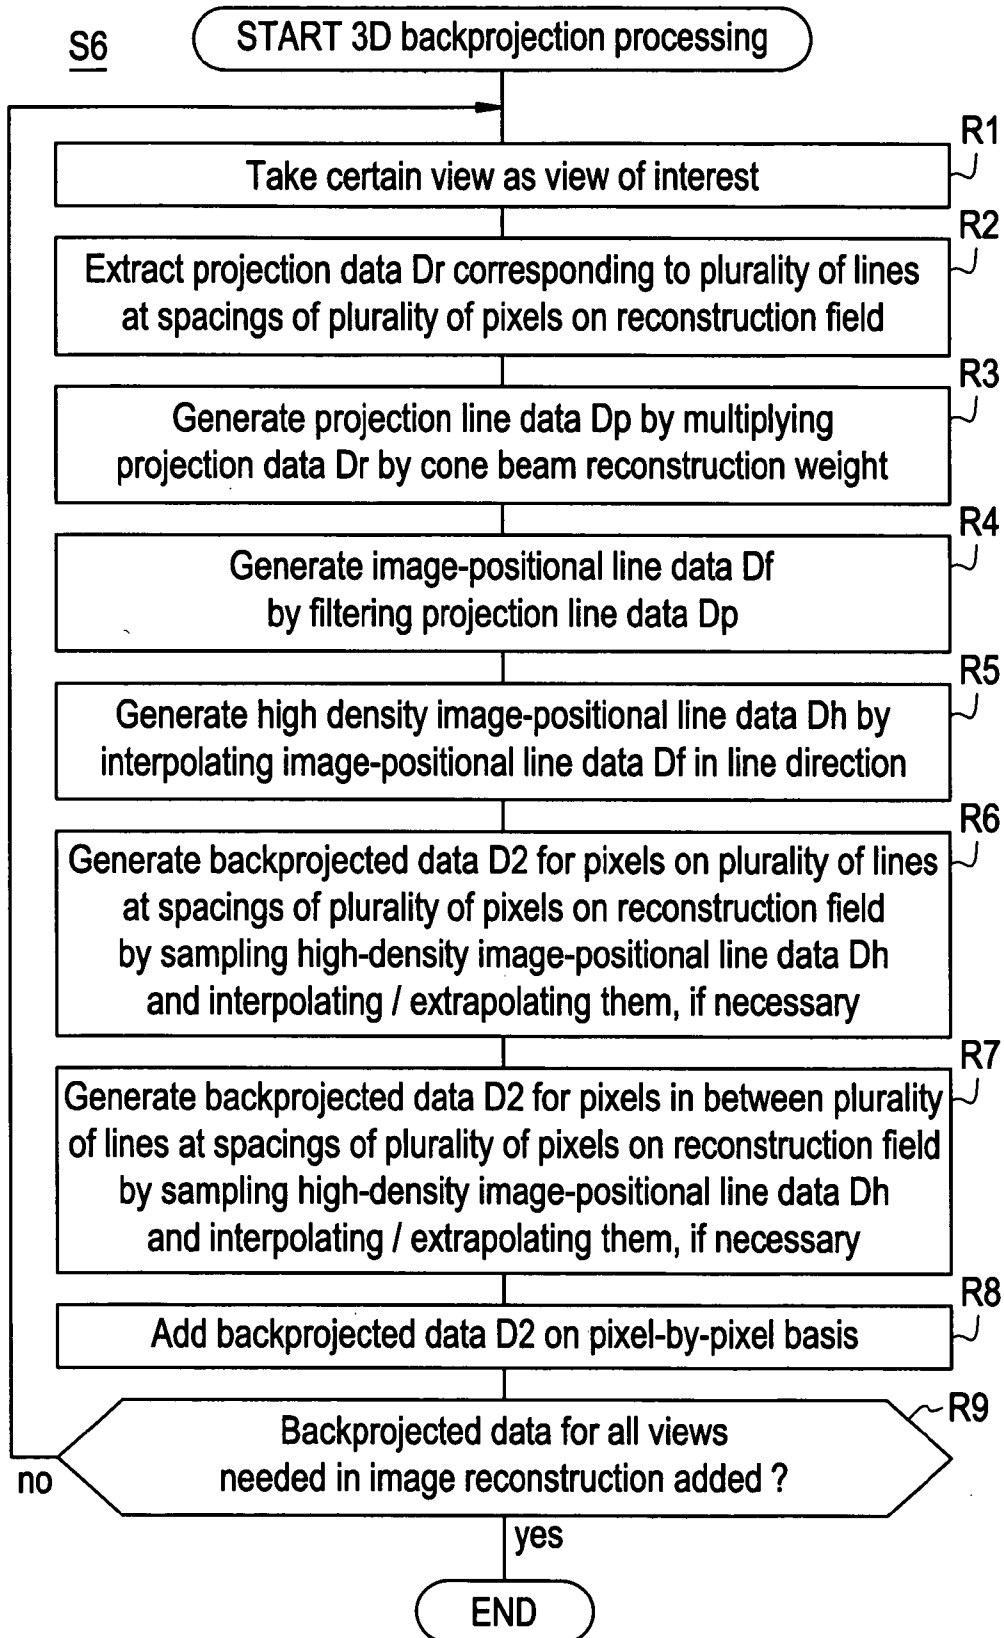 S6
START 3D backprojection processing
R1
Take certain view as view of interest
R2
Extract projection data Dr corresponding to plurality of lines
at spacings of plurality of pixels on reconstruction field
R3
Generate projection line data Dp by multiplying
projection data Dr by cone beam reconstruction weight
R4
Generate image-positional line data Df
by filtering projection line data Dp
R5
Generate high density image-positional line data Dh by
interpolating image-positional line data Df in line direction
R6
Generate backprojected data D2 for pixels on plurality of lines
at spacings of plurality of pixels on reconstruction field
by sampling high-density image-positional line data Dh
and interpolating / extrapolating them, if necessary
R7
Generate backprojected data D2 for pixels in between plurality
of lines at spacings of plurality of pixels on reconstruction field
by sampling high-density image-positional line data Dh
and interpolating / extrapolating them, if necessary
R8
Add backprojected data D2 on pixel-by-pixel basis
R9
Backprojected data for all views
needed in image reconstruction added ?
no
yes
END